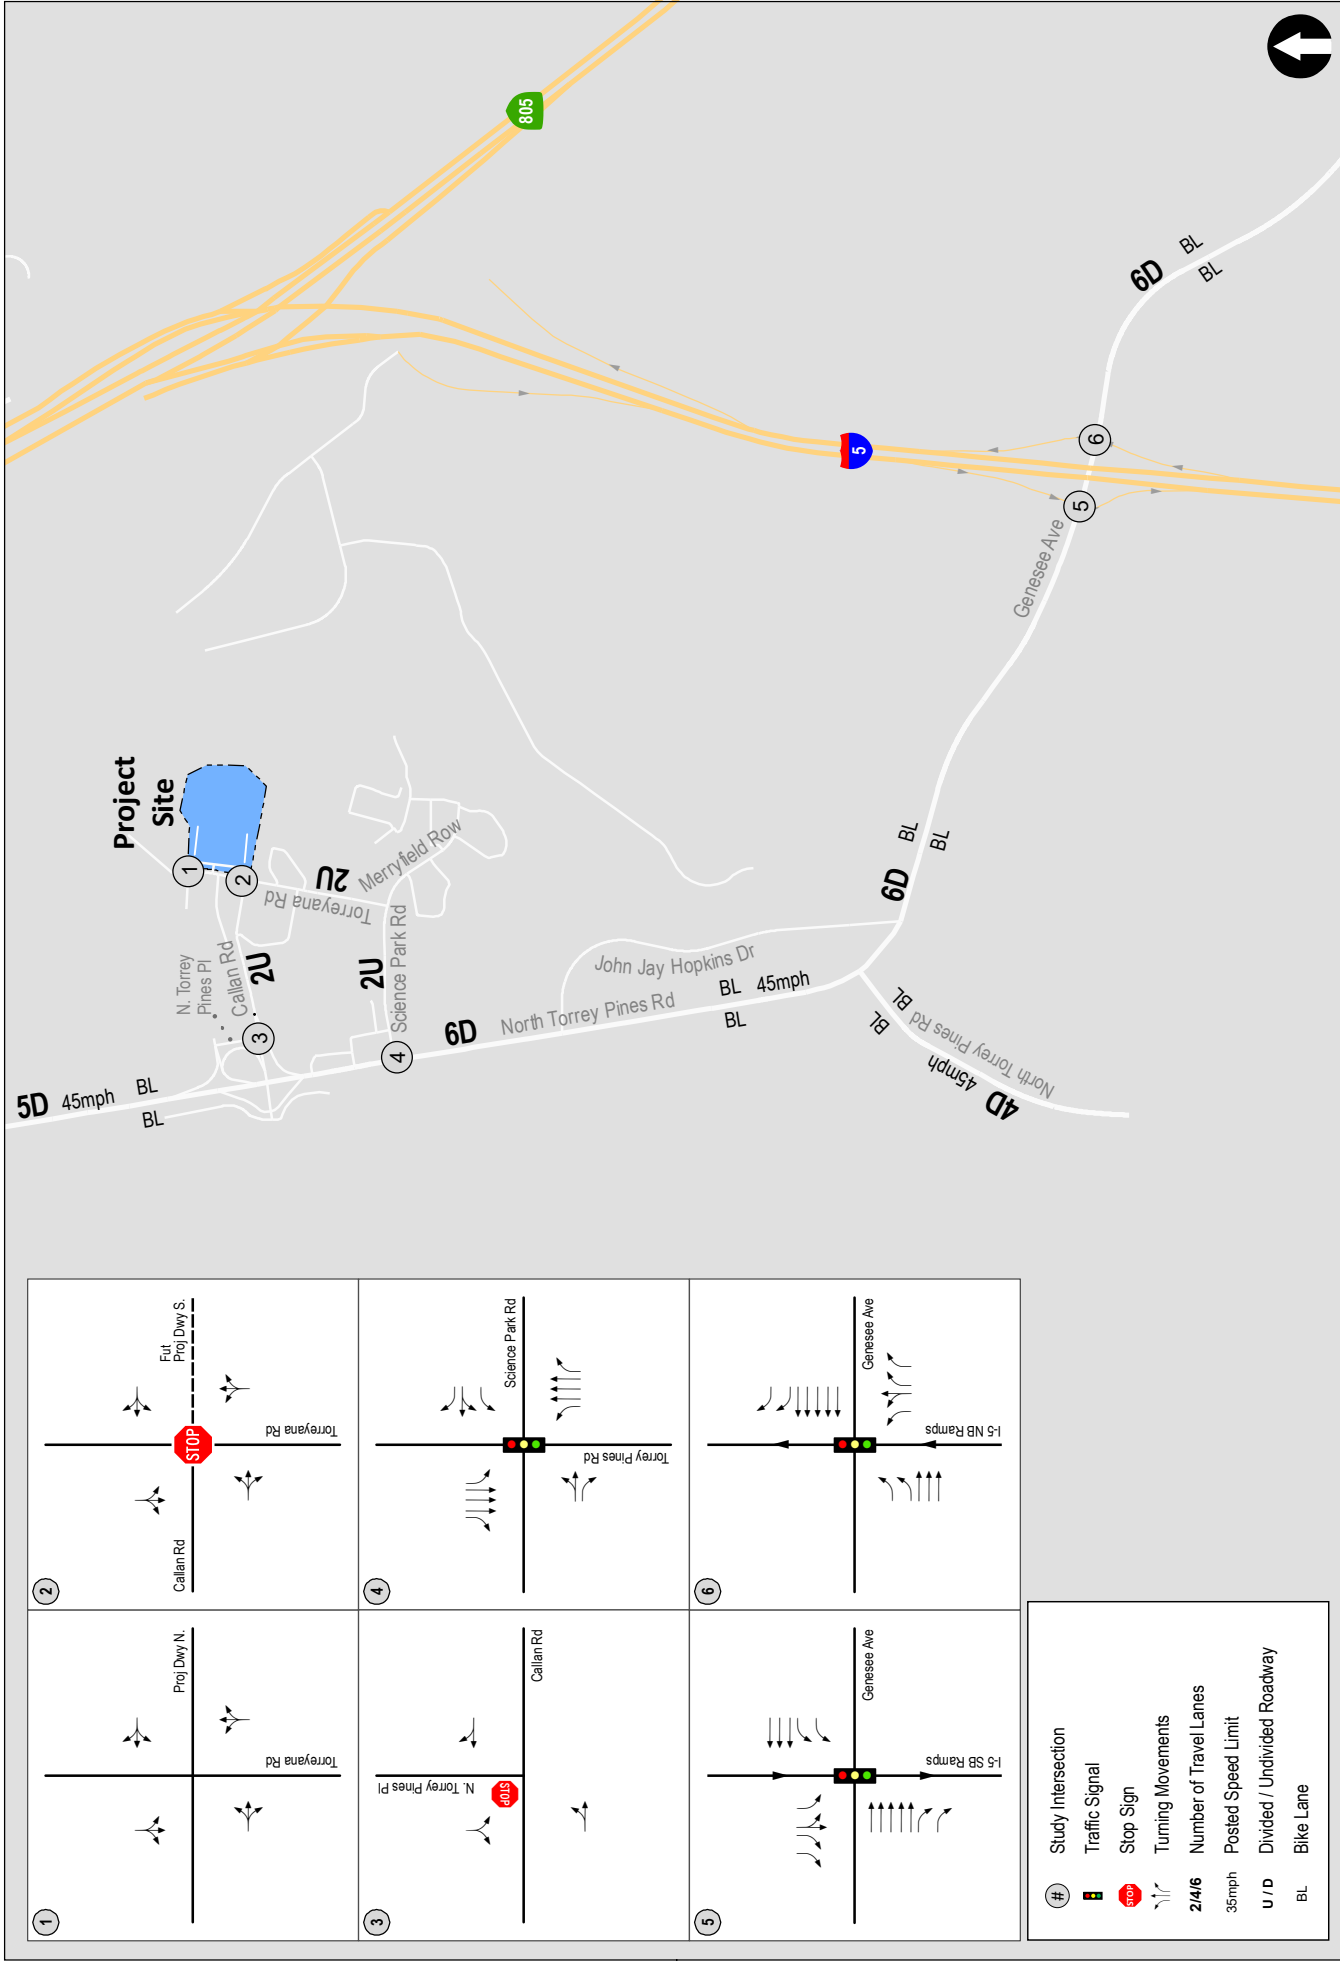 805
5
Project
Site
1
2
3
4
5
6
N. Torrey
Pines Pl
Callan Rd
2U
Torreyana Rd
2U
Merryfield Row
Science Park Rd
2U
5D 45mph BL
BL
6D
North Torrey Pines Rd
BL 45mph
BL
John Jay Hopkins Dr
BL
BL
North Torrey Pines Rd
45mph
4D
6D
BL
BL
Genesee Ave
6D
BL
BL
1
Proj Dwy N.
Torreyana Rd
2
Callan Rd
STOP
Fut
Proj Dwy S.
Torreyana Rd
3
N. Torrey Pines Pl
STOP
Callan Rd
4
Science Park Rd
Torrey Pines Rd
5
Genesee Ave
I-5 SB Ramps
6
Genesee Ave
I-5 NB Ramps
# Study Intersection
Traffic Signal
STOP Stop Sign
Turning Movements
2/4/6 Number of Travel Lanes
35mph Posted Speed Limit
U / D Divided / Undivided Roadway
BL Bike Lane